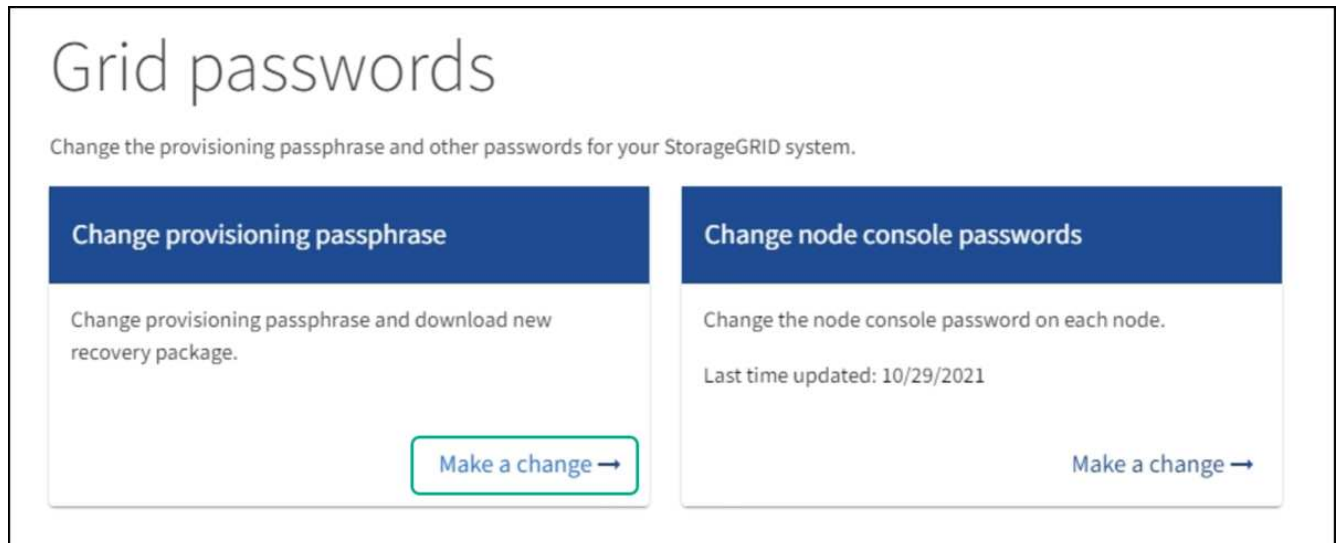 Grid passwords
Change the provisioning passphrase and other passwords for your StorageGRID system.
Change provisioning passphrase
Change provisioning passphrase and download new
recovery package.
Make a change →
Change node console passwords
Change the node console password on each node.
Last time updated: 10/29/2021
Make a change →